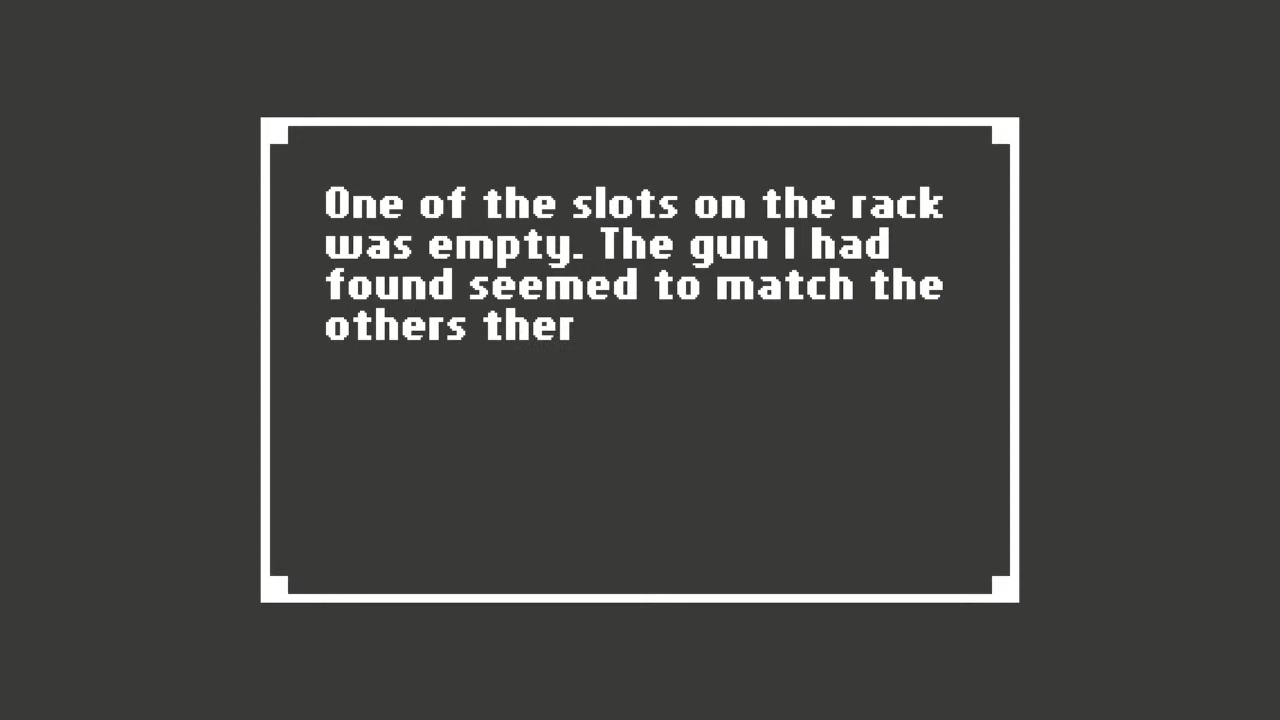 One of the slots on the rack
was empty. The gun I had
found seemed to match the
others ther